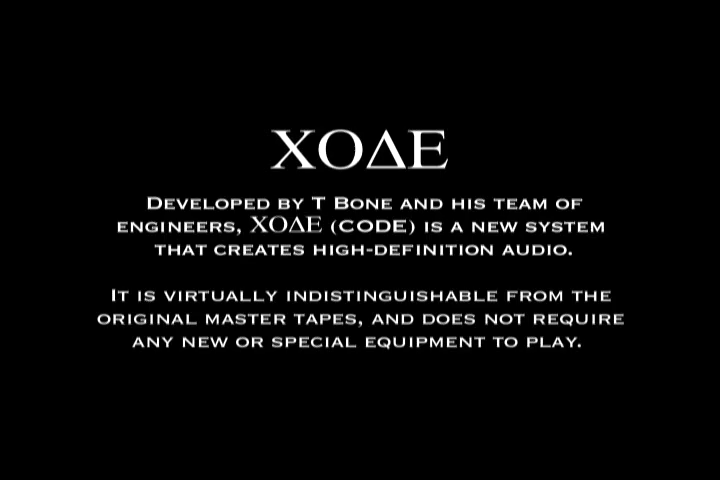 ΧΟΔΕ
DEVELOPED BY T BONE AND HIS TEAM OF
ENGINEERS, ΧΟΔΕ (CODE) IS A NEW SYSTEM
THAT CREATES HIGH-DEFINITION AUDIO.
IT IS VIRTUALLY INDISTINGUISHABLE FROM THE
ORIGINAL MASTER TAPES, AND DOES NOT REQUIRE
ANY NEW OR SPECIAL EQUIPMENT TO PLAY.